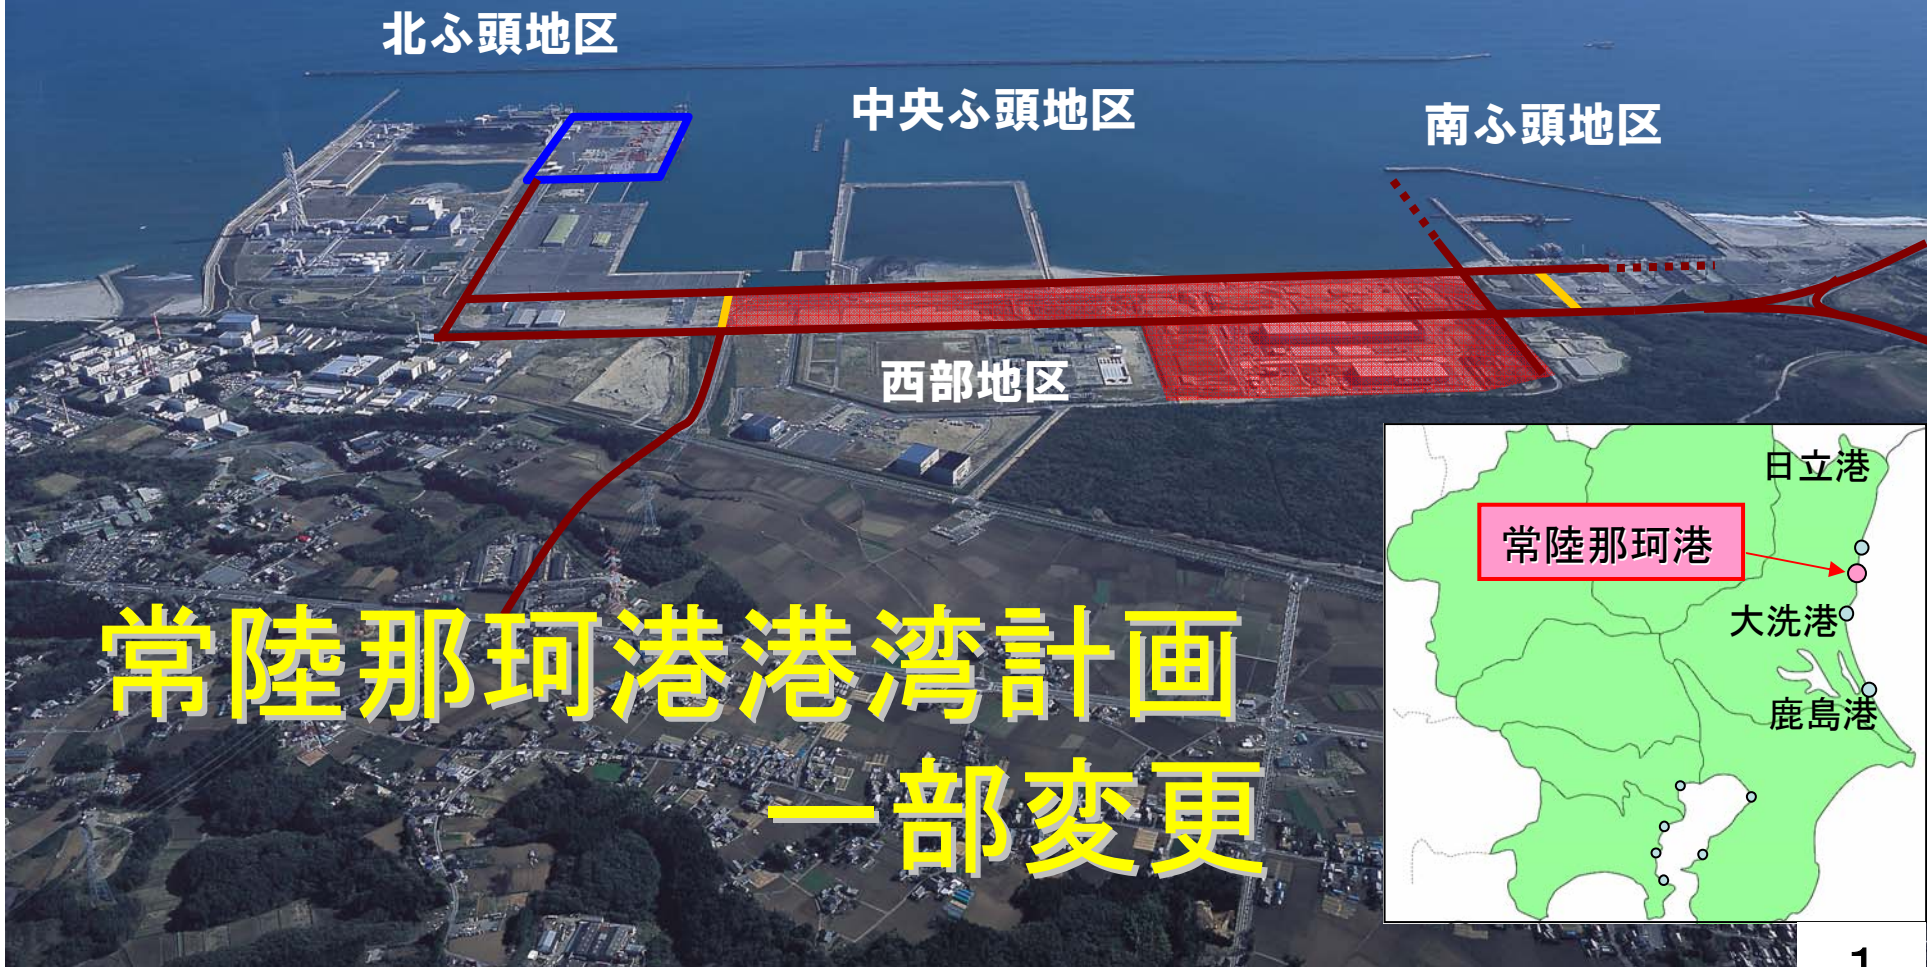 北ふ頭地区
中央ふ頭地区
南ふ頭地区
西部地区
常陸那珂港港湾計画
一部変更
日立港
常陸那珂港
大洗港
鹿島港
1